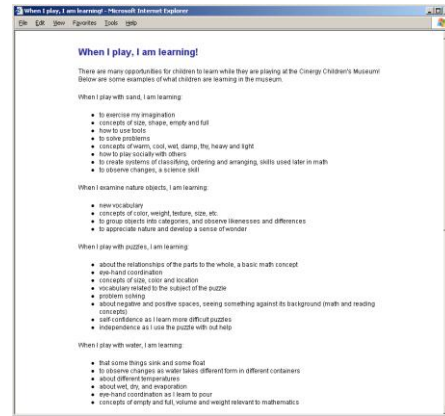 When I play, I am learning! - Microsoft Internet Explorer
File Edit View Favorites Tools Help
When I play, I am learning!
There are many opportunities for children to learn while they are playing at the Cinergy Children's Museum!
Below are some examples of what children are learning in the museum.
When I play with sand, I am learning:
to exercise my imagination
concepts of size, shape, empty and full
how to use tools
to solve problems
concepts of warm, cool, wet, damp, thy, heavy and light
how to play socially with others
to create systems of classifying, ordering and arranging, skills used later in math
to observe changes, a science skill
When I examine nature objects, I am learning:
new vocabulary
concepts of color, weight, texture, size, etc.
to group objects into categories, and observe likenesses and differences
to appreciate nature and develop a sense of wonder
When I play with puzzles, I am learning:
about the relationships of the parts to the whole, a basic math concept
eye-hand coordination
concepts of size, color and location
vocabulary related to the subject of the puzzle
problem solving
about negative and positive spaces, seeing something against its background (math and reading
concepts)
self-confidence as I learn more difficult puzzles
independence as I use the puzzle with out help
When I play with water, I am learning:
that some things sink and some float
to observe changes as water takes different form in different containers
about different temperatures
about wet, dry, and evaporation
eye-hand coordination as I learn to pour
concepts of empty and full, volume and weight relevant to mathematics